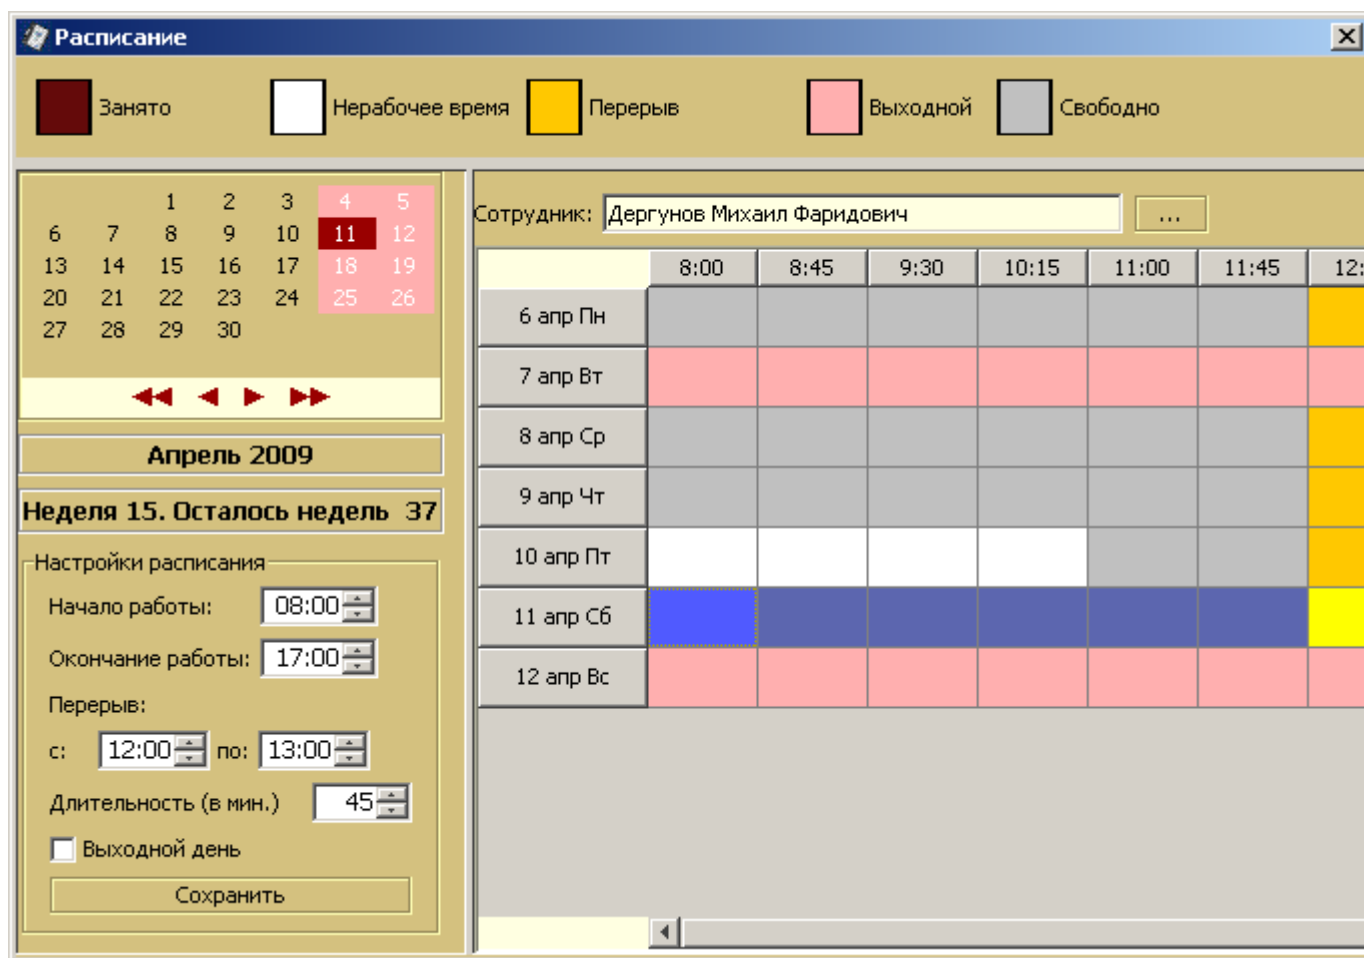 Расписание
Занято Нерабочее время Перерыв Выходной Свободно
1 2 3 4 5
6 7 8 9 10 11 12
13 14 15 16 17 18 19
20 21 22 23 24 25 26
27 28 29 30
Апрель 2009
Неделя 15. Осталось недель 37
Настройки расписания
Начало работы: 08:00
Окончание работы: 17:00
Перерыв:
с: 12:00 по: 13:00
Длительность (в мин.) 45
Выходной день
Сохранить
Сотрудник: Дергунов Михаил Фаридович ...
8:00 8:45 9:30 10:15 11:00 11:45 12:
6 апр Пн
7 апр Вт
8 апр Ср
9 апр Чт
10 апр Пт
11 апр Сб
12 апр Вс